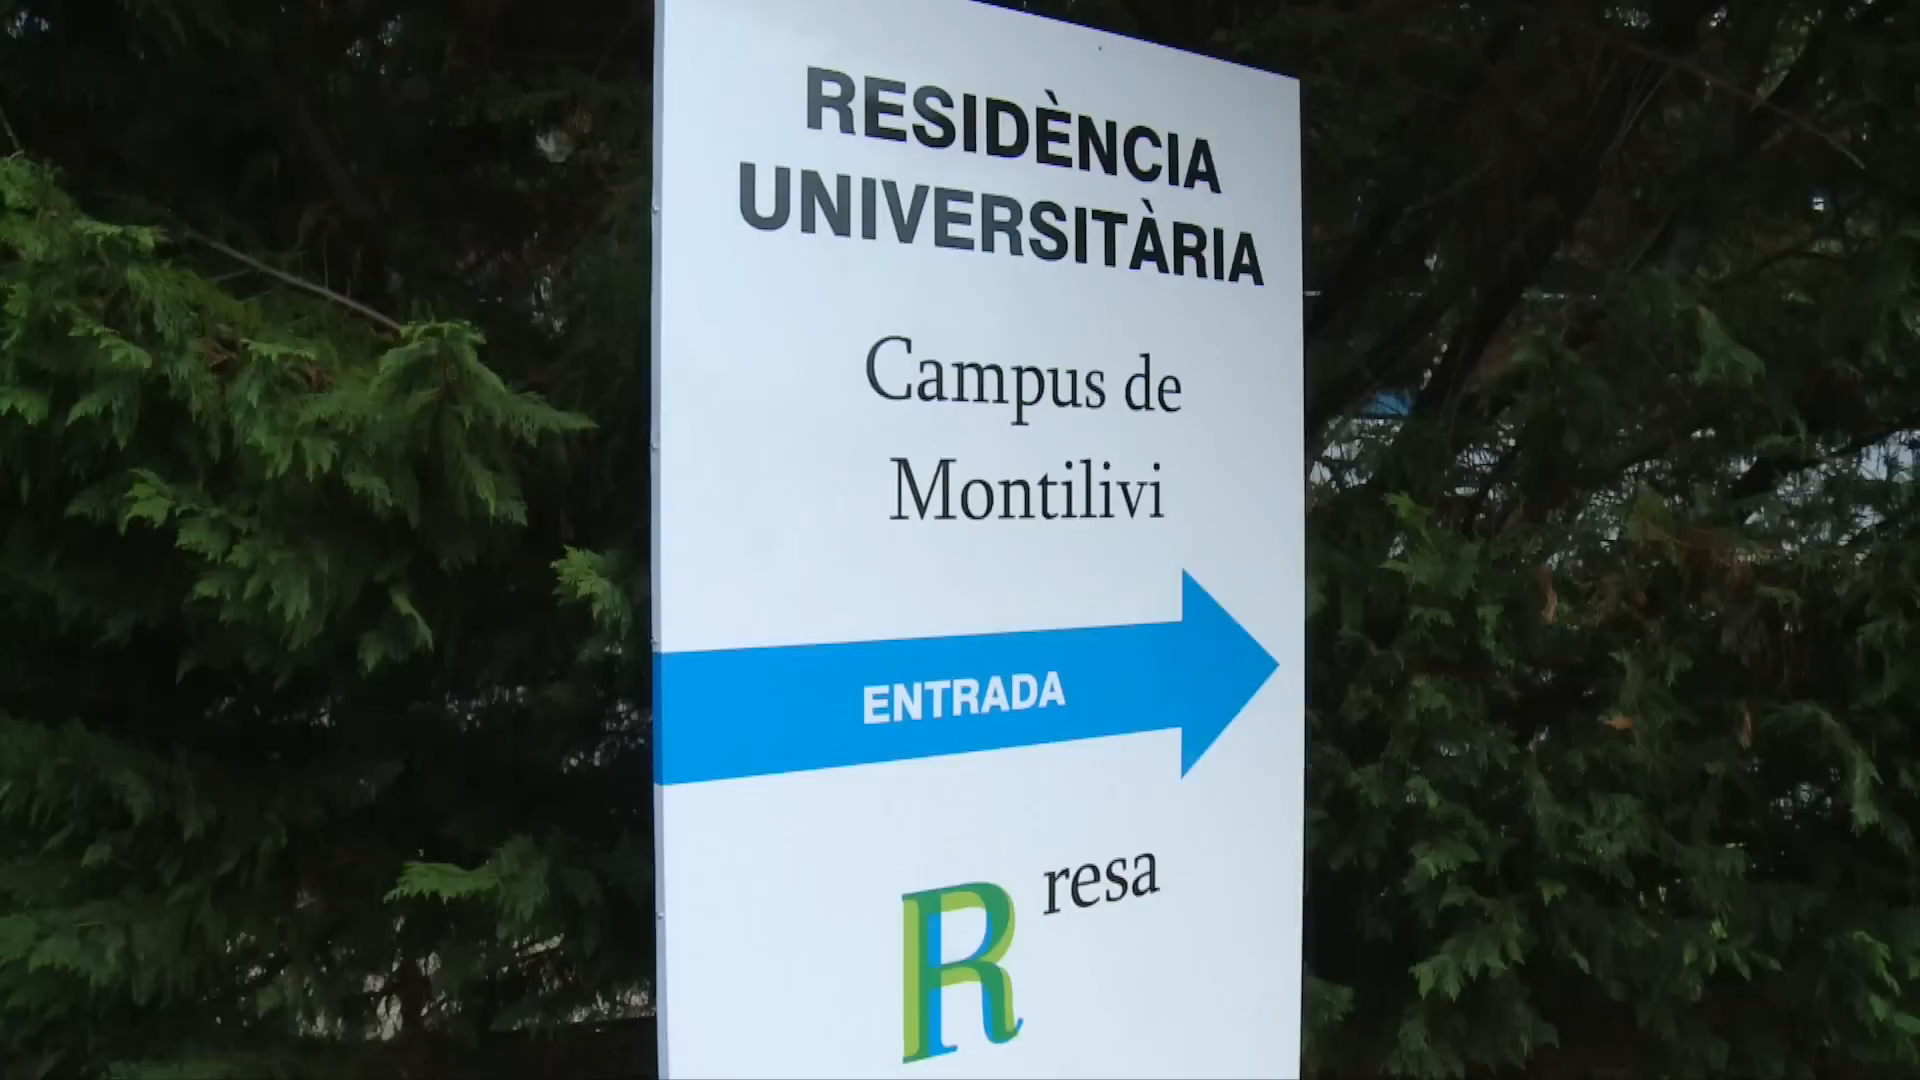 RESIDÈNCIA
UNIVERSITÀRIA
Campus de
Montilivi
ENTRADA
R resa